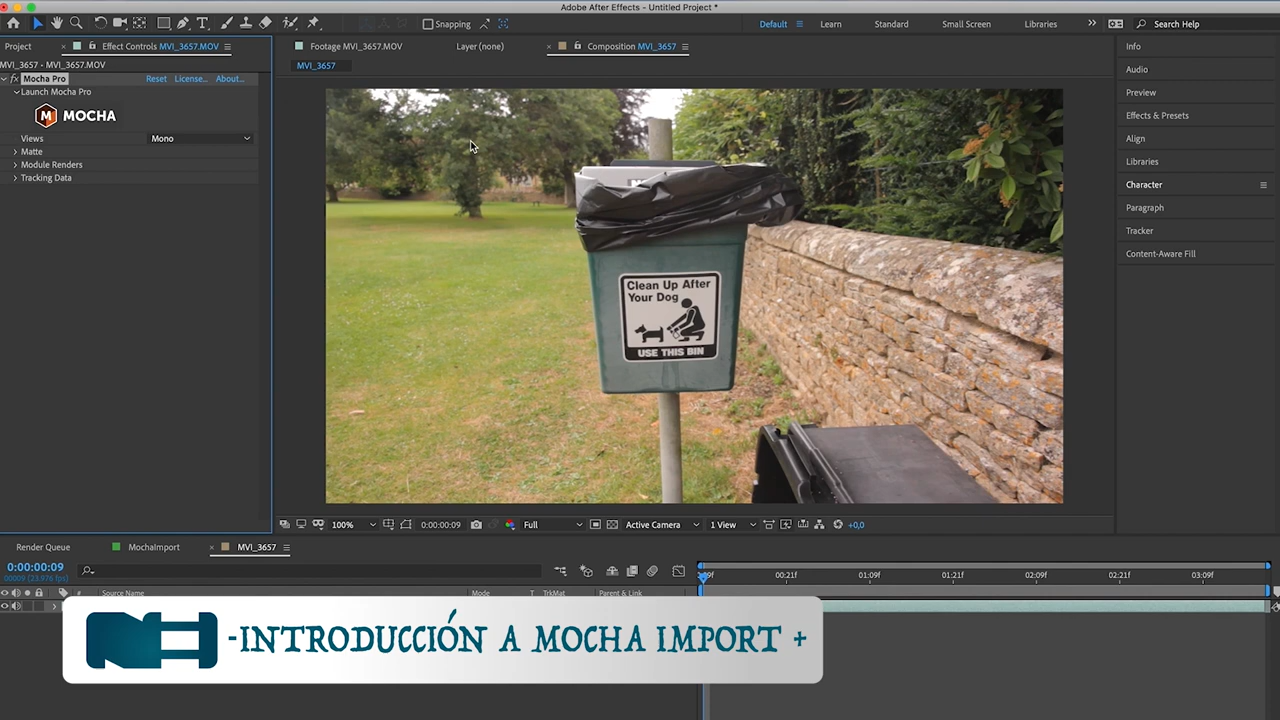 Adobe After Effects - Untitled Project *
Snapping
Default
Learn
Standard
Small Screen
Libraries
Search Help
Project
Effect Controls MVI_3657.MOV
Footage MVI_3657.MOV
Layer (none)
Composition MVI_3657
MVI_3657 - MVI_3657.MOV
MVI_3657
fx Mocha Pro
Reset
License...
About...
Launch Mocha Pro
M MOCHA
Views
Mono
Matte
Module Renders
Tracking Data
Info
Audio
Preview
Effects & Presets
Align
Libraries
Character
Paragraph
Tracker
Content-Aware Fill
Clean Up After
Your Dog
USE THIS BIN
100%
0:00:00:09
Full
Active Camera
1 View
+0,0
Render Queue
MochaImport
MVI_3657
0:00:00:09
00009 (23.976 fps)
00:21f
01:09f
01:21f
02:09f
02:21f
03:09f
#
Source Name
Mode
T
TrkMat
Parent & Link
-INTRODUCCIÓN A MOCHA IMPORT +